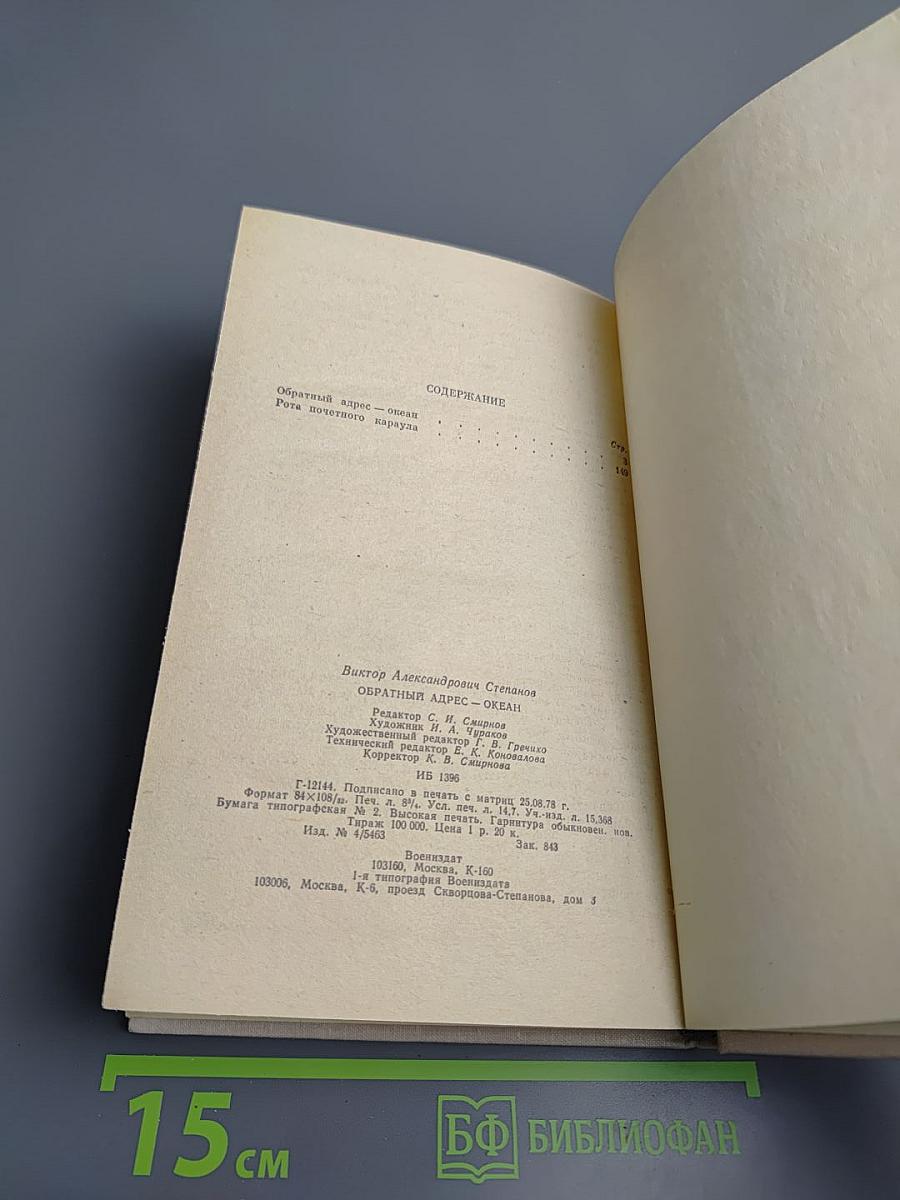 СОДЕРЖАНИЕ
Стр.
Обратный адрес — океан . . . . . . . . . 3
Рота почетного караула . . . . . . . . . 149
Виктор Александрович Степанов
ОБРАТНЫЙ АДРЕС — ОКЕАН
Редактор С. И. Смирнов
Художник И. А. Чураков
Художественный редактор Г. В. Гречихо
Технический редактор Е. К. Коновалова
Корректор К. В. Смирнова
ИБ 1396
Г-12144. Подписано в печать с матриц 25.08.78 г.
Формат 84×108/32. Печ. л. 8³/₄. Усл. печ. л. 14,7. Уч.-изд. л. 15,368
Бумага типографская № 2. Высокая печать. Гарнитура обыкновен. нов.
Тираж 100 000. Цена 1 р. 20 к.
Изд. № 4/5463 Зак. 843
Воениздат
103160, Москва, К-160
1-я типография Воениздата
103006, Москва, К-6, проезд Скворцова-Степанова, дом 3
15 см
БФ БИБЛИОФАН